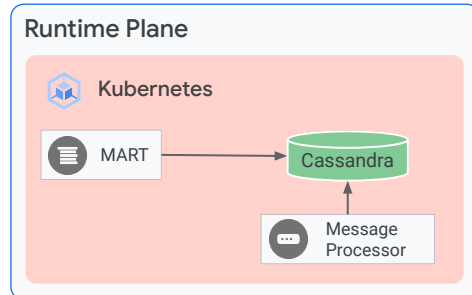 Runtime Plane
Kubernetes
MART
Cassandra
Message
Processor